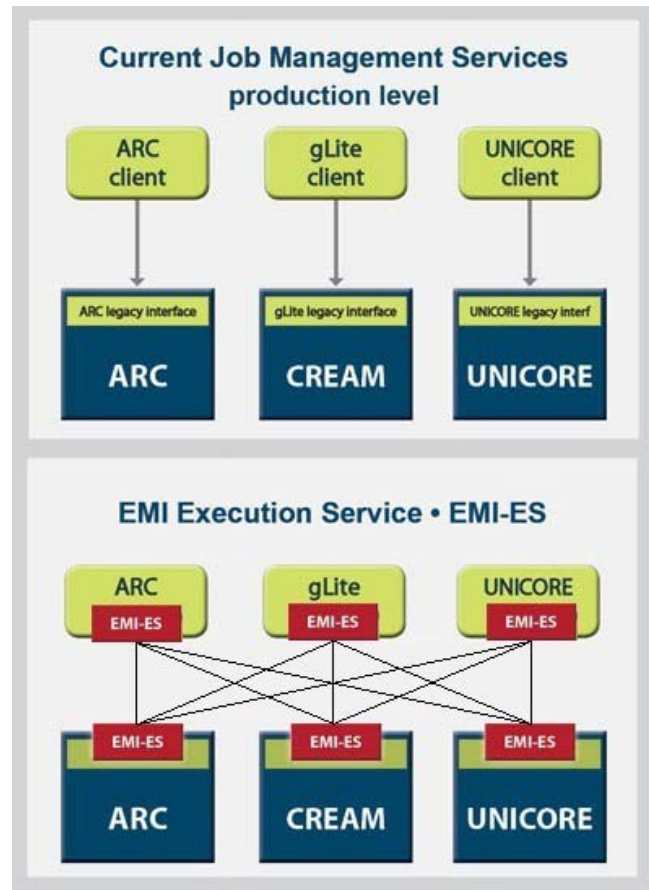 Current Job Management Services
production level
ARC
client
gLite
client
UNICORE
client
ARC legacy interface
gLite legacy interface
UNICORE legacy interf
ARC
CREAM
UNICORE
EMI Execution Service • EMI-ES
ARC
gLite
UNICORE
EMI-ES
EMI-ES
EMI-ES
EMI-ES
EMI-ES
EMI-ES
ARC
CREAM
UNICORE